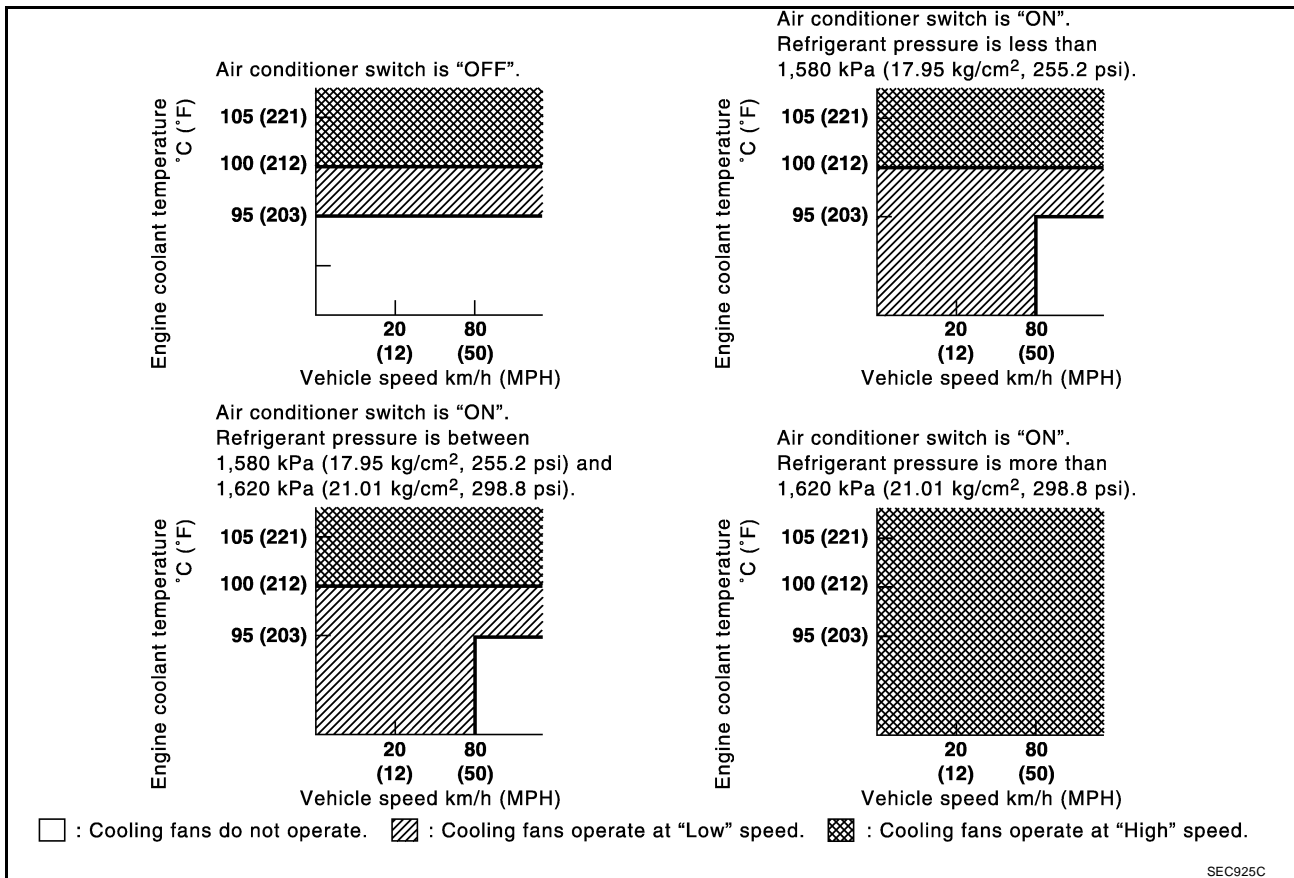 Air conditioner switch is “OFF”.
Engine coolant temperature
˚C (˚F)
105 (221)
100 (212)
95 (203)
20
(12)
80
(50)
Vehicle speed km/h (MPH)
Air conditioner switch is “ON”.
Refrigerant pressure is less than
1,580 kPa (17.95 kg/cm², 255.2 psi).
Engine coolant temperature
˚C (˚F)
105 (221)
100 (212)
95 (203)
20
(12)
80
(50)
Vehicle speed km/h (MPH)
Air conditioner switch is “ON”.
Refrigerant pressure is between
1,580 kPa (17.95 kg/cm², 255.2 psi) and
1,620 kPa (21.01 kg/cm², 298.8 psi).
Engine coolant temperature
˚C (˚F)
105 (221)
100 (212)
95 (203)
20
(12)
80
(50)
Vehicle speed km/h (MPH)
Air conditioner switch is “ON”.
Refrigerant pressure is more than
1,620 kPa (21.01 kg/cm², 298.8 psi).
Engine coolant temperature
˚C (˚F)
105 (221)
100 (212)
95 (203)
20
(12)
80
(50)
Vehicle speed km/h (MPH)
: Cooling fans do not operate.
: Cooling fans operate at “Low” speed.
: Cooling fans operate at “High” speed.
SEC925C